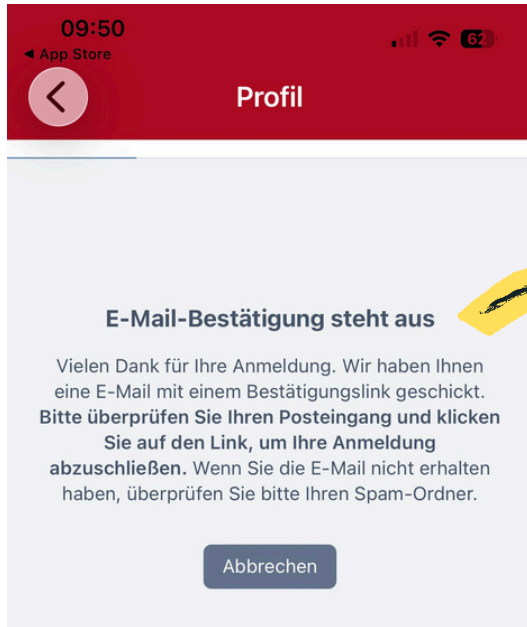 09:50
◀ App Store
62
Profil
E-Mail-Bestätigung steht aus
Vielen Dank für Ihre Anmeldung. Wir haben Ihnen
eine E-Mail mit einem Bestätigungslink geschickt.
Bitte überprüfen Sie Ihren Posteingang und klicken
Sie auf den Link, um Ihre Anmeldung
abzuschließen. Wenn Sie die E-Mail nicht erhalten
haben, überprüfen Sie bitte Ihren Spam-Ordner.
Abbrechen